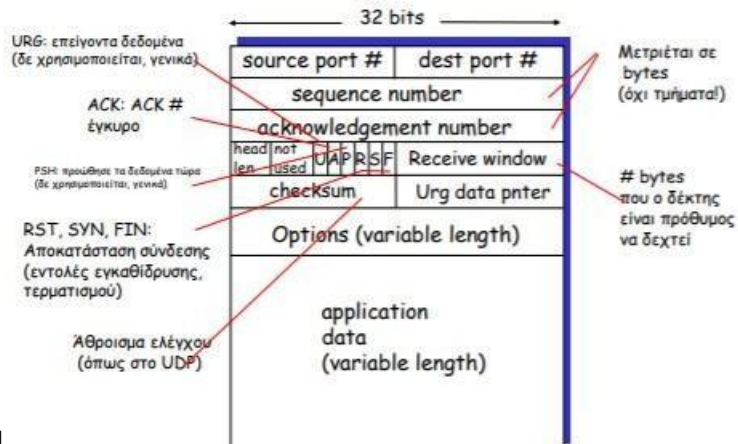 32 bits
URG: επείγοντα δεδομένα
(δε χρησιμοποιείται, γενικά)
ACK: ACK #
έγκυρο
PSH: προώθησε τα δεδομένα τώρα
(δε χρησιμοποιείται, γενικά)
RST, SYN, FIN:
Αποκατάσταση σύνδεσης
(εντολές εγκαθίδρυσης,
τερματισμού)
Άθροισμα ελέγχου
(όπως στο UDP)
source port # dest port #
sequence number
acknowledgement number
head not
len used UAPRSF Receive window
checksum Urg data pnter
Options (variable length)
application
data
(variable length)
Μετριέται σε
bytes
(όχι τμήματα!)
# bytes
που ο δέκτης
είναι πρόθυμος
να δεχτεί